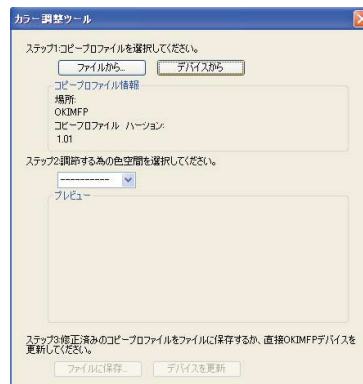 カラー調整ツール
ステップ1:コピープロファイルを選択してください。
ファイルから... デバイスから
コピープロファイル情報
場所:
OKIMFP
コピープロファイル バージョン:
1.01
ステップ2:調節する為の色空間を選択してください。
----------
プレビュー
ステップ3:修正済みのコピープロファイルをファイルに保存するか、直接OKIMFPデバイスを
更新してください。
ファイルに保存... デバイスを更新